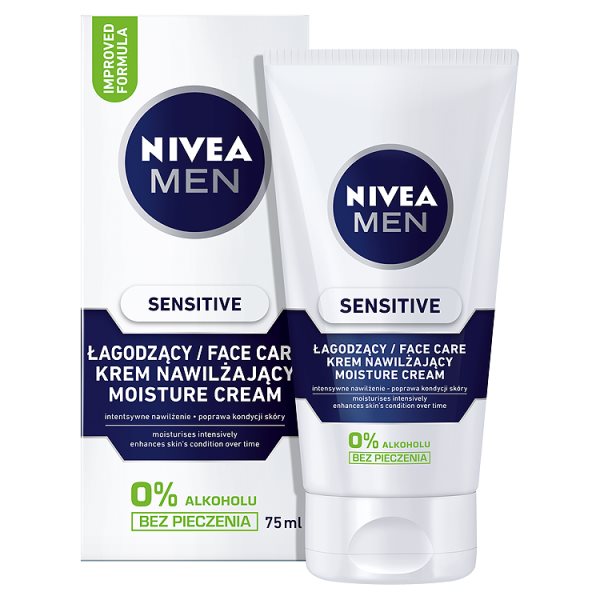 IMPROVED
FORMULA
NIVEA
MEN
SENSITIVE
ŁAGODZĄCY / FACE CARE
KREM NAWILŻAJĄCY
MOISTURE CREAM
intensywne nawilżenie • poprawa kondycji skóry
moisturises intensively
enhances skin's condition over time
0% ALKOHOLU
BEZ PIECZENIA
75 ml
NIVEA
MEN
SENSITIVE
ŁAGODZĄCY / FACE CARE
KREM NAWILŻAJĄCY
MOISTURE CREAM
intensywne nawilżenie - poprawa kondycji skóry
moisturises intensively
enhances skin's condition over time
0% ALKOHOLU
BEZ PIECZENIA